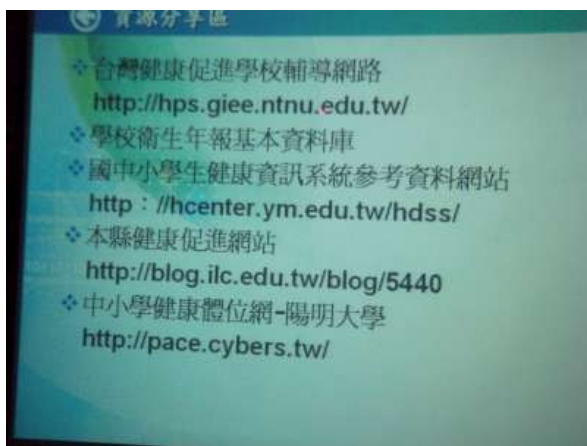 資源分享區
❖台灣健康促進學校輔導網路
http://hps.giee.ntnu.edu.tw/
❖學校衛生年報基本資料庫
❖國中小學生健康資訊系統參考資料網站
http：//hcenter.ym.edu.tw/hdss/
❖本縣健康促進網站
http://blog.ilc.edu.tw/blog/5440
❖中小學健康體位網-陽明大學
http://pace.cybers.tw/